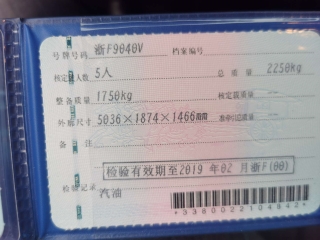 号牌号码 浙F9040V 档案编号
核定人数 5人 总质量 2250kg
整备质量 1750kg 核定载质量
外廓尺寸 5036×1874×1466mm 准牵引总质量
备注
检验有效期至2019年02月浙F(00)
检验记录
汽油
*3380022104842*